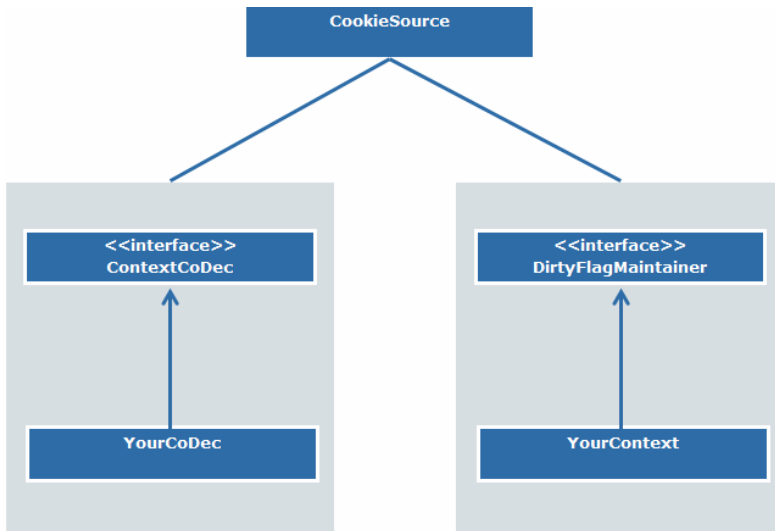 CookieSource
<<interface>>
ContextCoDec
<<interface>>
DirtyFlagMaintainer
YourCoDec
YourContext